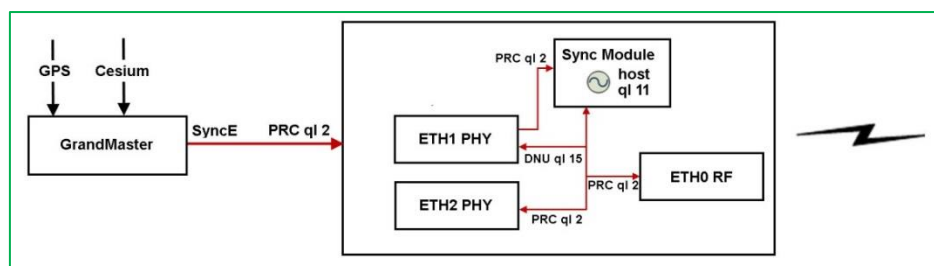 GPS
Cesium
GrandMaster
SyncE
PRC ql 2
PRC ql 2
Sync Module
host
ql 11
ETH1 PHY
DNU ql 15
ETH0 RF
PRC ql 2
ETH2 PHY
PRC ql 2